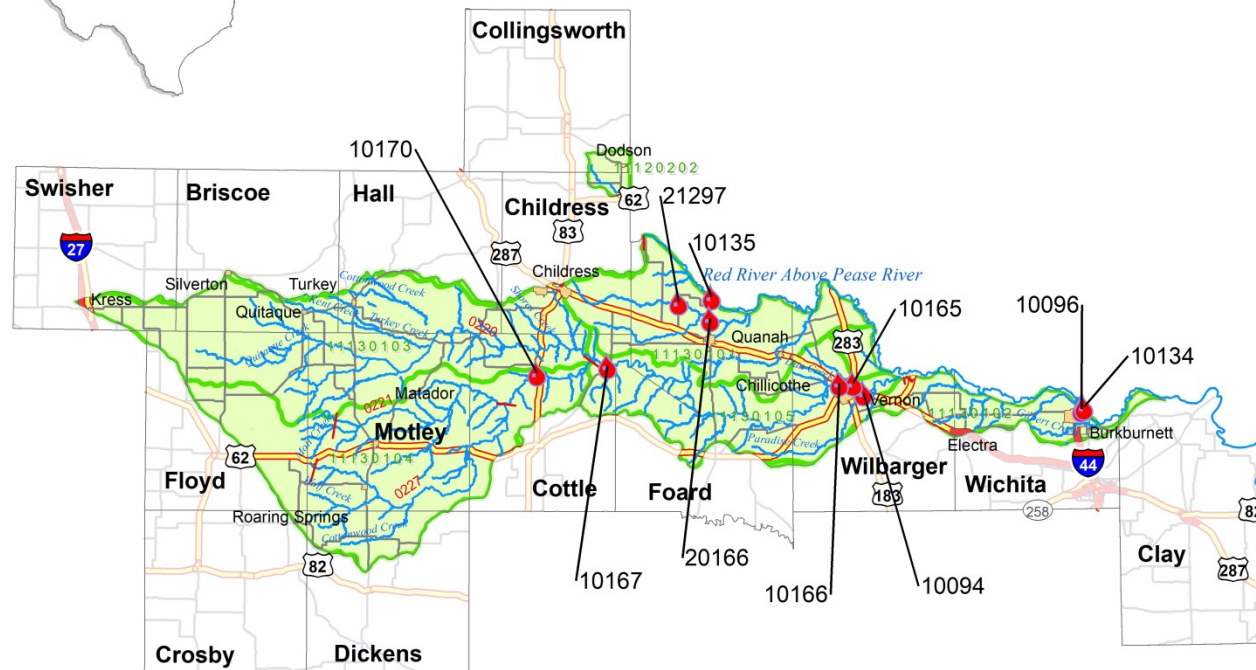 Collingsworth
10170
Dodson
11120202
Swisher
Briscoe
Hall
Childress
62
21297
83
10135
27
287
Silverton
Turkey
Cottonwood Creek
Childress
Red River Above Pease River
10165
10096
Kress
Quitaque
Kent Creek
Turkey Creek
0220
Quitaque Creek
11130103
11130101
Quanah
283
10134
Matador
0221
Chillicothe
Vernon
11130102
Motley
11130105
Burkburnett
62
11130104
Paradise Creek
Electra
44
Floyd
0227
Cottle
Foard
Wilbarger
Wichita
183
258
82
Roaring Springs
Cottonwood Creek
Clay
82
10167
20166
10166
10094
287
Crosby
Dickens